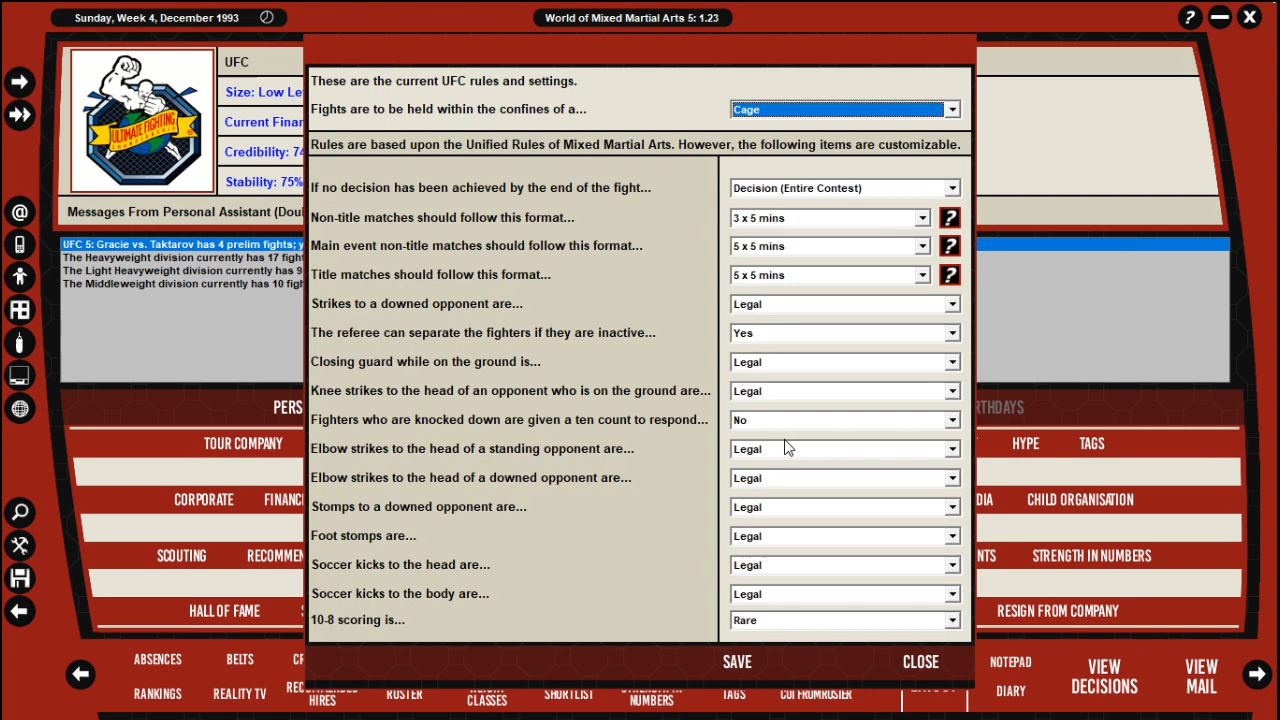 Sunday, Week 4, December 1993
World of Mixed Martial Arts 5: 1.23
?
ULTIMATE FIGHTING
CHAMPIONSHIP
UFC
Size: Low Le
Current Finan
Credibility: 74
Stability: 75%
Messages From Personal Assistant (Dou
UFC 5: Gracie vs. Taktarov has 4 prelim fights; y
The Heavyweight division currently has 17 fight
The Light Heavyweight division currently has 9
The Middleweight division currently has 10 figh
These are the current UFC rules and settings.
Fights are to be held within the confines of a... Cage
Rules are based upon the Unified Rules of Mixed Martial Arts. However, the following items are customizable.
If no decision has been achieved by the end of the fight... Decision (Entire Contest)
Non-title matches should follow this format... 3 x 5 mins ?
Main event non-title matches should follow this format... 5 x 5 mins ?
Title matches should follow this format... 5 x 5 mins ?
Strikes to a downed opponent are... Legal
The referee can separate the fighters if they are inactive... Yes
Closing guard while on the ground is... Legal
Knee strikes to the head of an opponent who is on the ground are... Legal
Fighters who are knocked down are given a ten count to respond... No
Elbow strikes to the head of a standing opponent are... Legal
Elbow strikes to the head of a downed opponent are... Legal
Stomps to a downed opponent are... Legal
Foot stomps are... Legal
Soccer kicks to the head are... Legal
Soccer kicks to the body are... Legal
10-8 scoring is... Rare
SAVE CLOSE
PERS
RTHDAYS
TOUR COMPANY
HYPE TAGS
CORPORATE FINANC
DIA CHILD ORGANISATION
SCOUTING RECOMMEN
NTS STRENGTH IN NUMBERS
HALL OF FAME
RESIGN FROM COMPANY
ABSENCES BELTS
NOTEPAD
VIEW DECISIONS
VIEW MAIL
RANKINGS REALITY TV
HIRES
ROSTER
CLASSES
SHORTLIST
NUMBERS
TAGS
DIARY